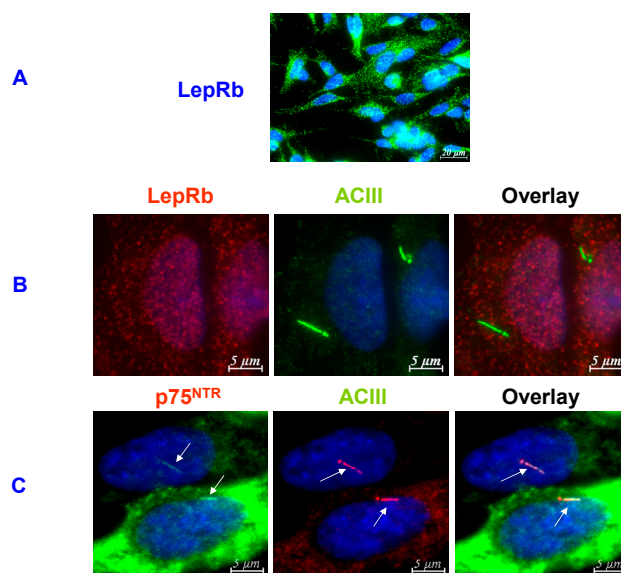 A
LepRb
20 μm
LepRb ACIII Overlay
B
5 μm 5 μm 5 μm
p75NTR ACIII Overlay
C
5 μm 5 μm 5 μm